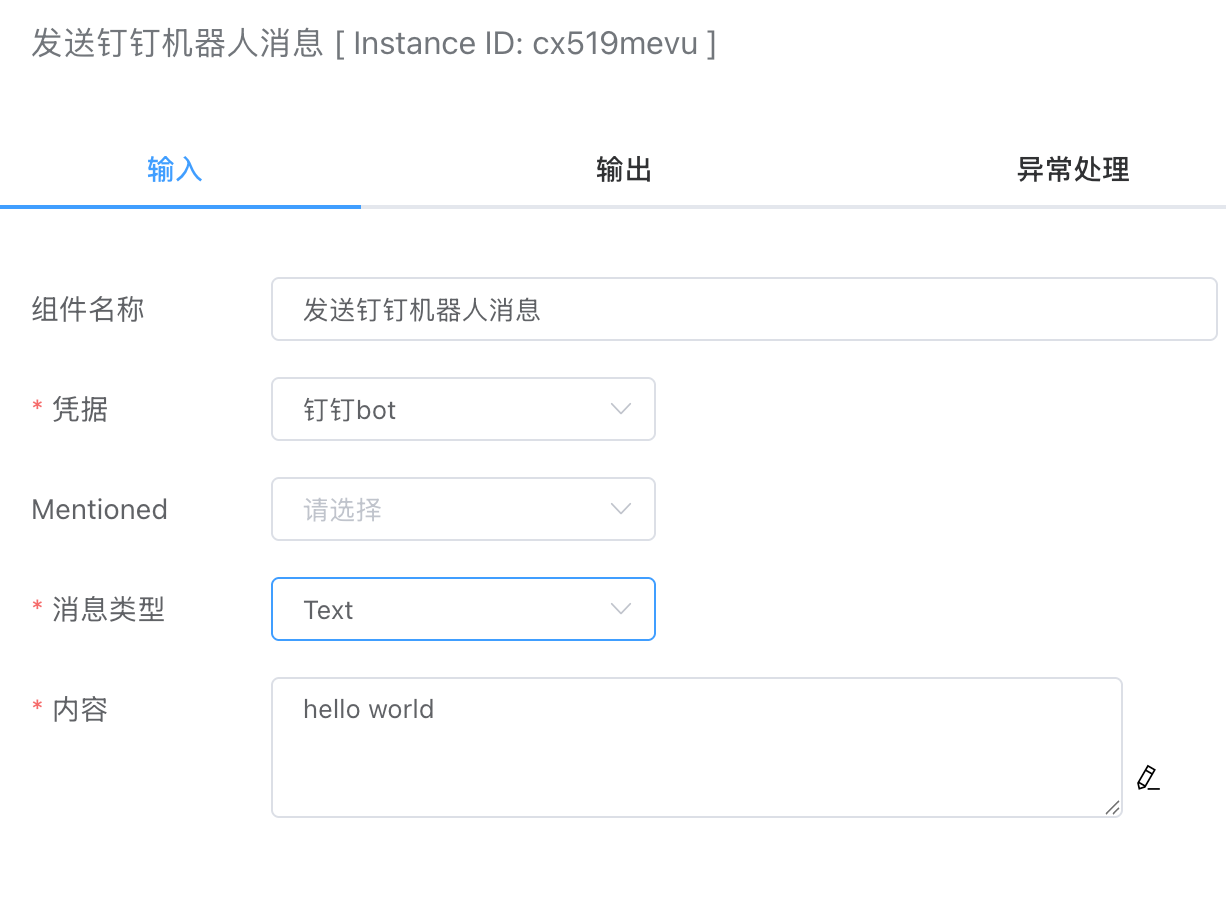 发送钉钉机器人消息 [ Instance ID: cx519mevu ]
输入 输出 异常处理
组件名称 发送钉钉机器人消息
* 凭据 钉钉bot
Mentioned 请选择
* 消息类型 Text
* 内容 hello world